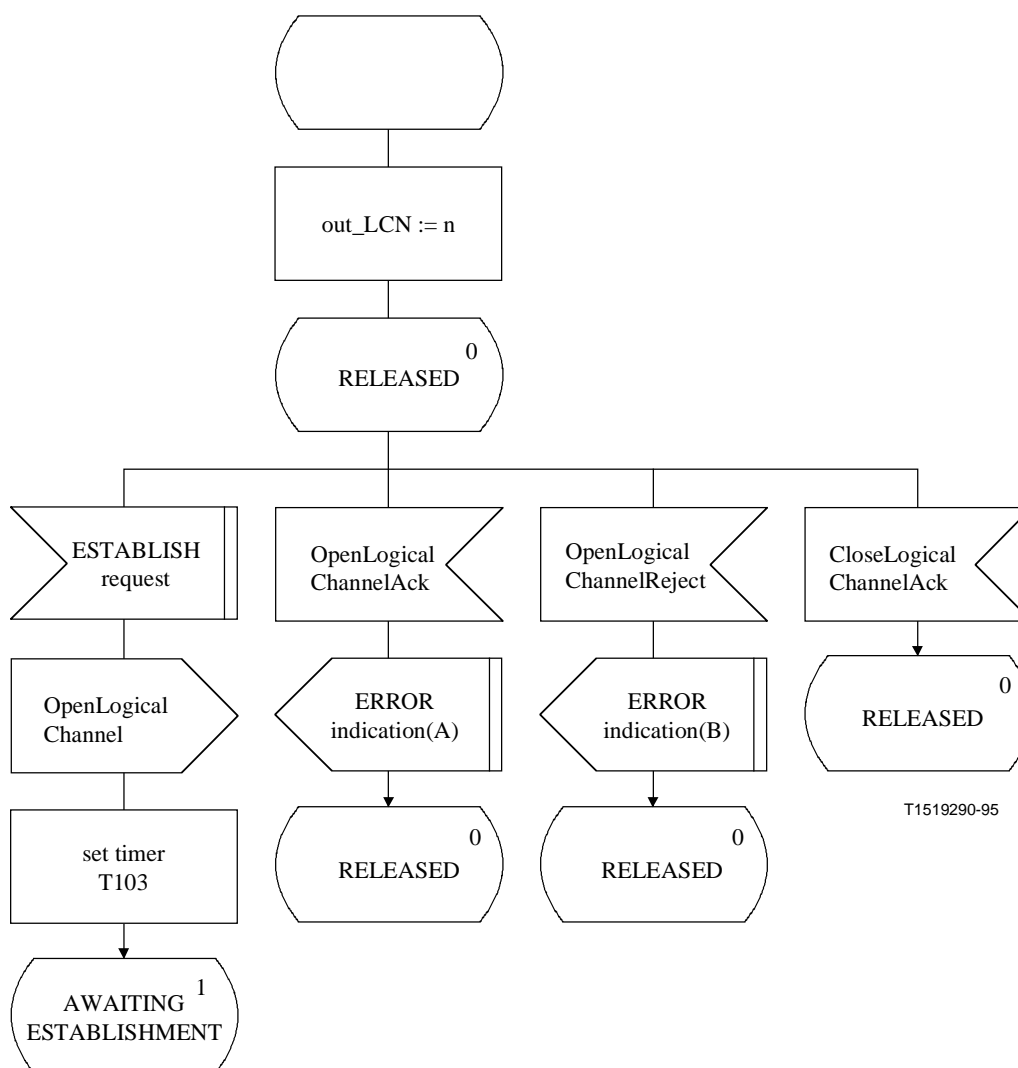 out_LCN := n
0
RELEASED
ESTABLISH
request
OpenLogical
ChannelAck
OpenLogical
ChannelReject
CloseLogical
ChannelAck
OpenLogical
Channel
ERROR
indication(A)
ERROR
indication(B)
0
RELEASED
set timer
T103
0
RELEASED
0
RELEASED
T1519290-95
1
AWAITING
ESTABLISHMENT